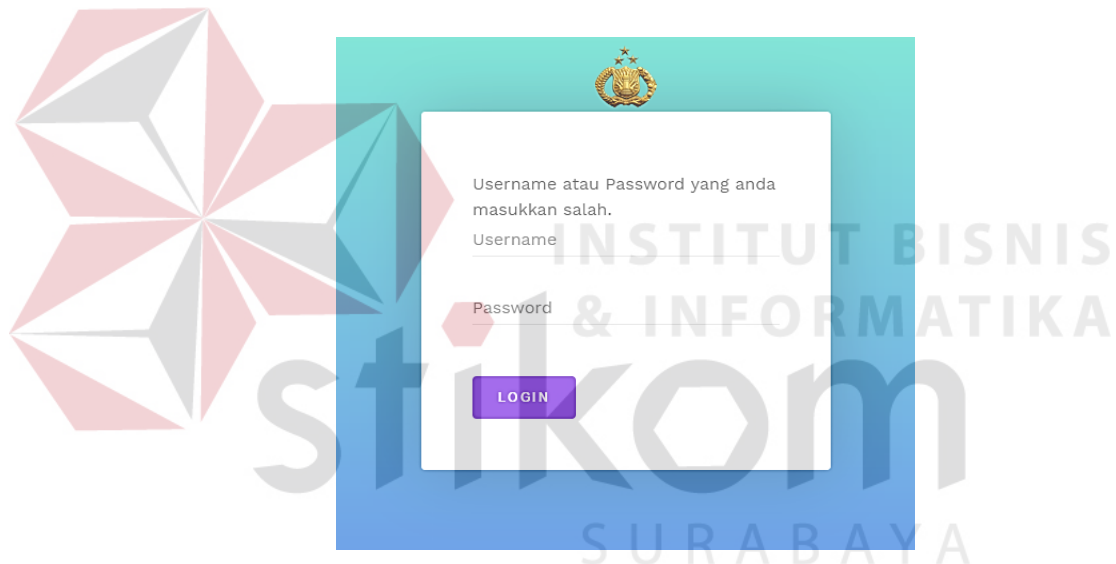 Username atau Password yang anda
masukkan salah.
Username
Password
LOGIN
INSTITUT BISNIS
& INFORMATIKA
stikom
SURABAYA